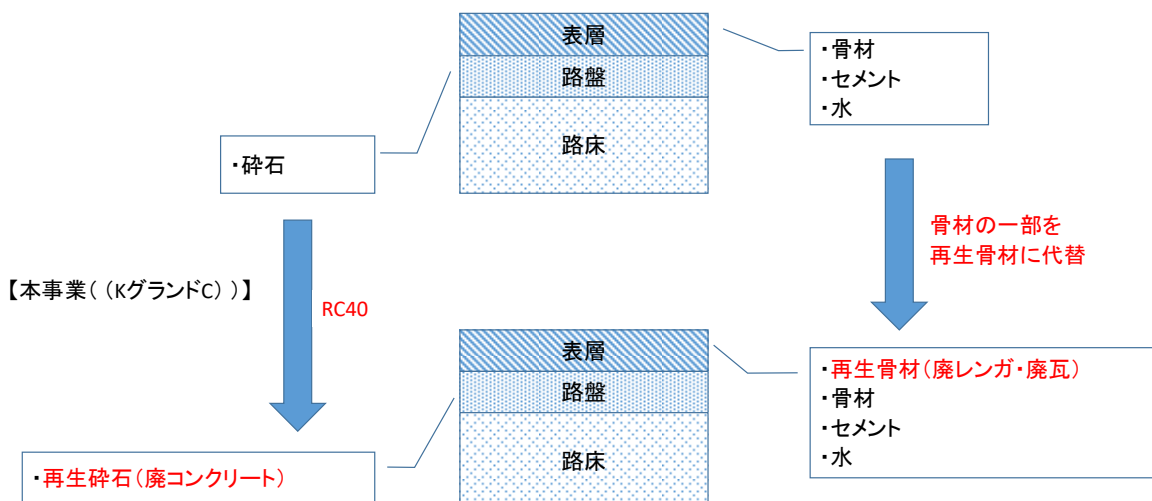 表層
路盤
路床
・骨材
・セメント
・水
・砕石
骨材の一部を
再生骨材に代替
【本事業((KグランドC))】
RC40
表層
路盤
路床
・再生骨材(廃レンガ・廃瓦)
・骨材
・セメント
・水
・再生砕石(廃コンクリート)